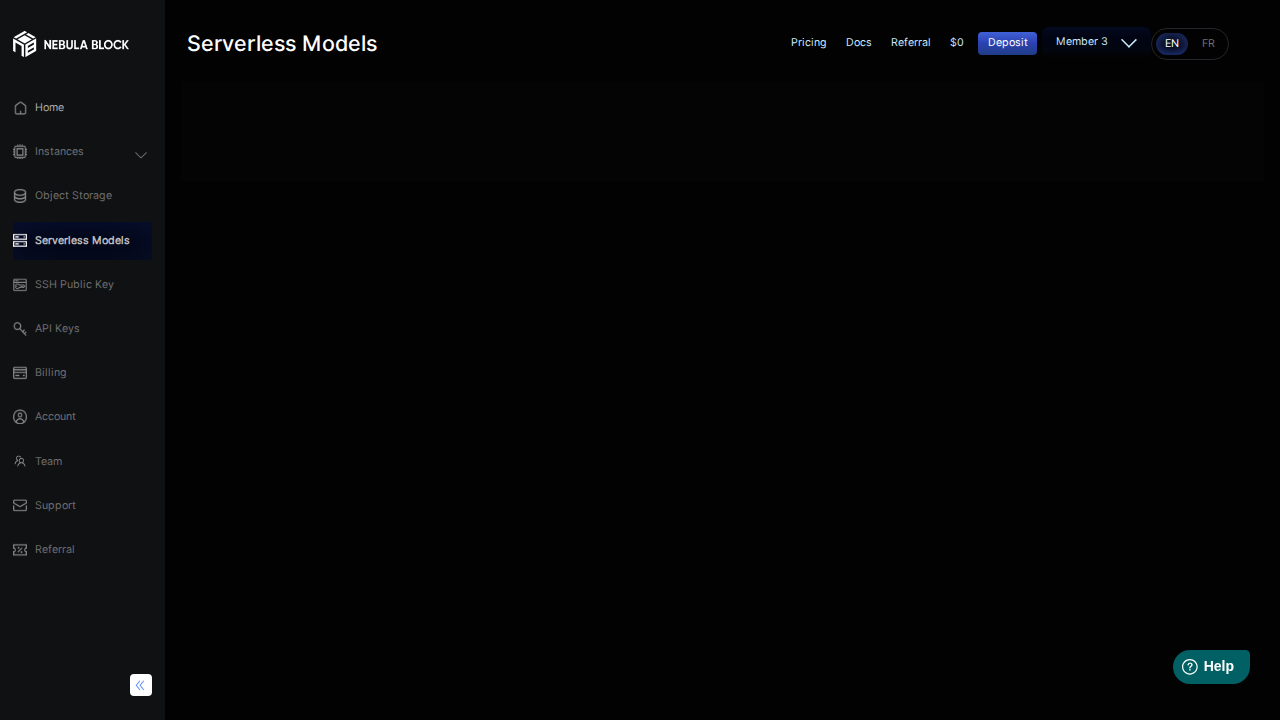 NEBULA BLOCK
Serverless Models
Pricing
Docs
Referral
$0
Deposit
Member 3
EN
FR
Home
Instances
Object Storage
Serverless Models
SSH Public Key
API Keys
Billing
Account
Team
Support
Referral
Help